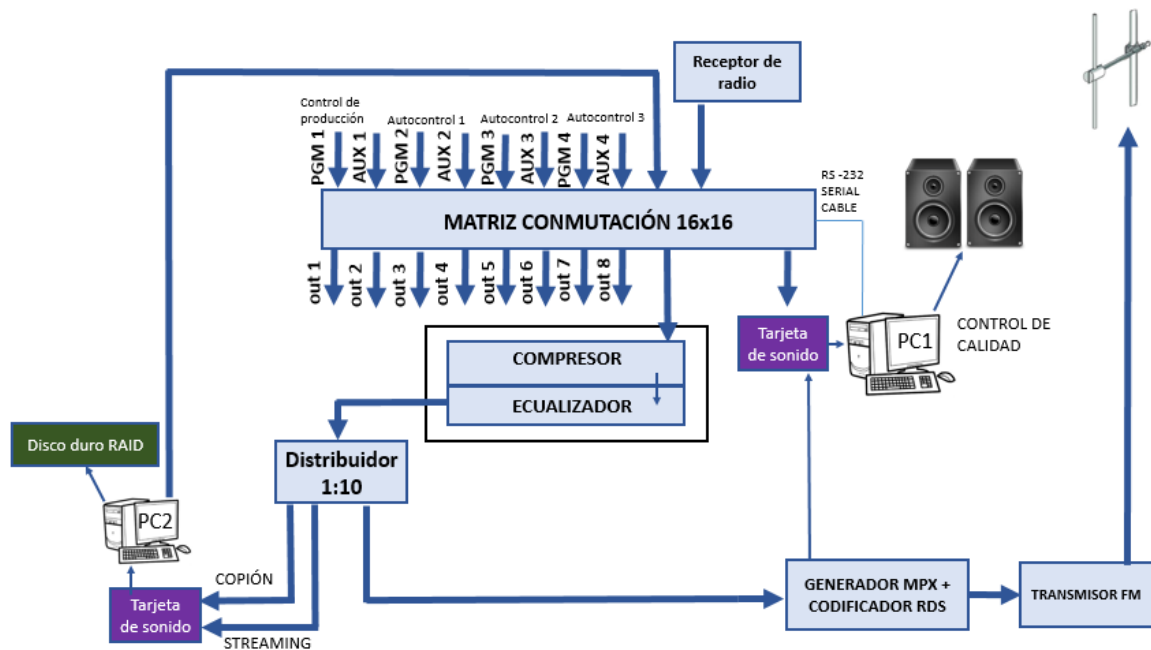 Receptor de
radio
Control de
producción
Autocontrol 1
Autocontrol 2
Autocontrol 3
PGM 1
AUX 1
PGM 2
AUX 2
PGM 3
AUX 3
PGM 4
AUX 4
RS -232
SERIAL
CABLE
MATRIZ CONMUTACIÓN 16x16
out 1
out 2
out 3
out 4
out 5
out 6
out 7
out 8
Tarjeta
de sonido
PC1
CONTROL DE
CALIDAD
COMPRESOR
ECUALIZADOR
Disco duro RAID
Distribuidor
1:10
PC2
COPIÓN
Tarjeta
de sonido
STREAMING
GENERADOR MPX +
CODIFICADOR RDS
TRANSMISOR FM